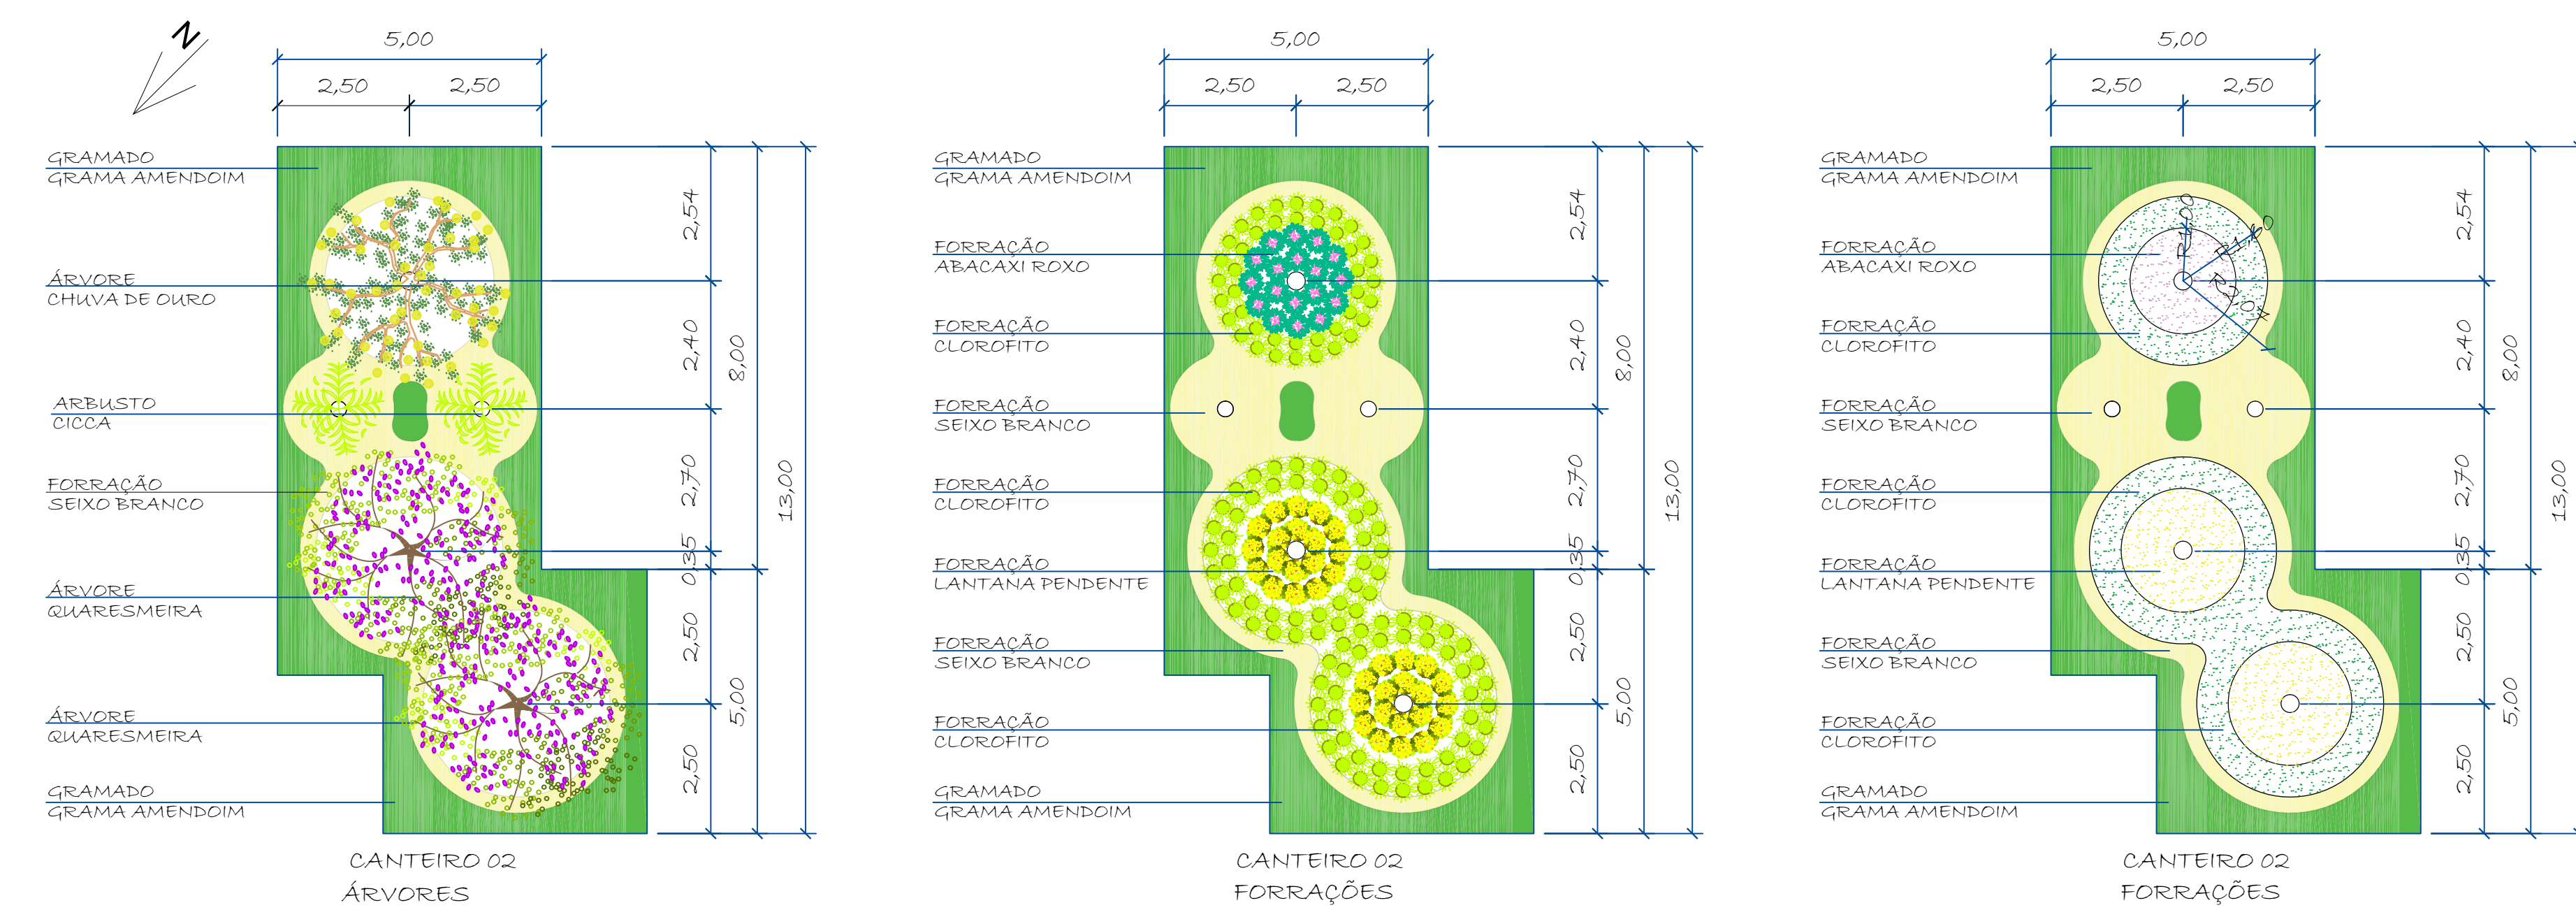 N
5,00
2,50
2,50
GRAMADO
GRAMA AMENDOIM
ÁRVORE
CHUVA DE OURO
ARBUSTO
CICCA
FORRAÇÃO
SEIXO BRANCO
ÁRVORE
QUARESMEIRA
ÁRVORE
QUARESMEIRA
GRAMADO
GRAMA AMENDOIM
2,54
2,40
2,70
0,35
2,50
2,50
8,00
5,00
13,00
CANTEIRO 02
ÁRVORES
5,00
2,50
2,50
GRAMADO
GRAMA AMENDOIM
FORRAÇÃO
ABACAXI ROXO
FORRAÇÃO
CLOROFITO
FORRAÇÃO
SEIXO BRANCO
FORRAÇÃO
CLOROFITO
FORRAÇÃO
LANTANA PENDENTE
FORRAÇÃO
SEIXO BRANCO
FORRAÇÃO
CLOROFITO
GRAMADO
GRAMA AMENDOIM
2,54
2,40
2,70
0,35
2,50
2,50
8,00
5,00
13,00
CANTEIRO 02
FORRAÇÕES
5,00
2,50
2,50
GRAMADO
GRAMA AMENDOIM
FORRAÇÃO
ABACAXI ROXO
FORRAÇÃO
CLOROFITO
FORRAÇÃO
SEIXO BRANCO
FORRAÇÃO
CLOROFITO
FORRAÇÃO
LANTANA PENDENTE
FORRAÇÃO
SEIXO BRANCO
FORRAÇÃO
CLOROFITO
GRAMADO
GRAMA AMENDOIM
R1,00
2,54
2,40
2,70
0,35
2,50
2,50
8,00
5,00
13,00
CANTEIRO 02
FORRAÇÕES